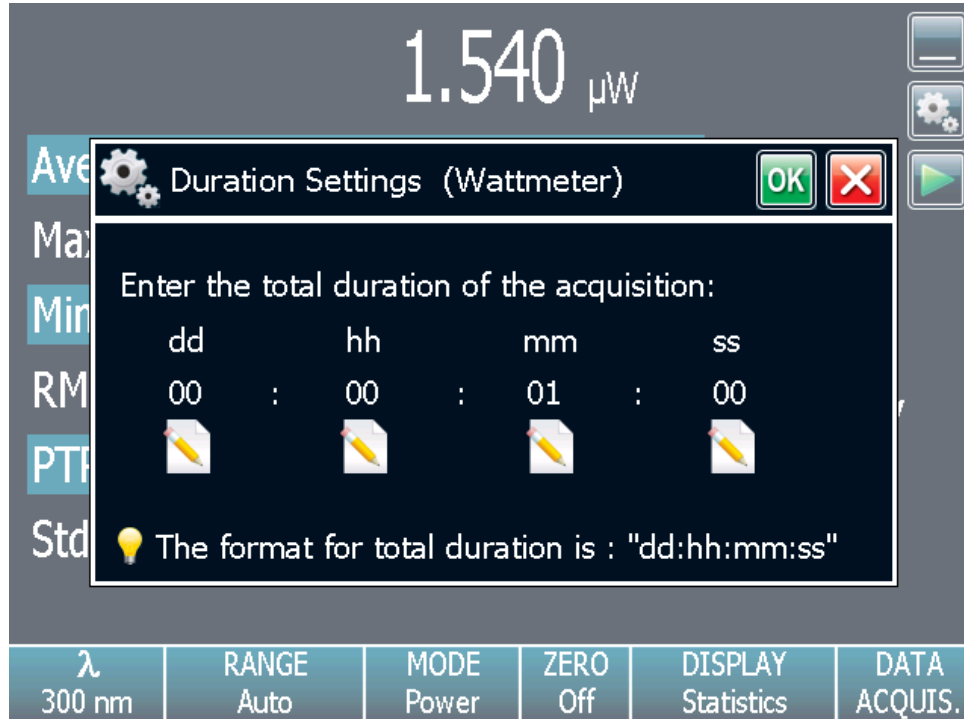 1.540 µW
Duration Settings (Wattmeter) OK
Enter the total duration of the acquisition:
dd hh mm ss
00 : 00 : 01 : 00
The format for total duration is : "dd:hh:mm:ss"
RM
Std
λ RANGE MODE ZERO DISPLAY DATA
300 nm Auto Power Off Statistics ACQUIS.